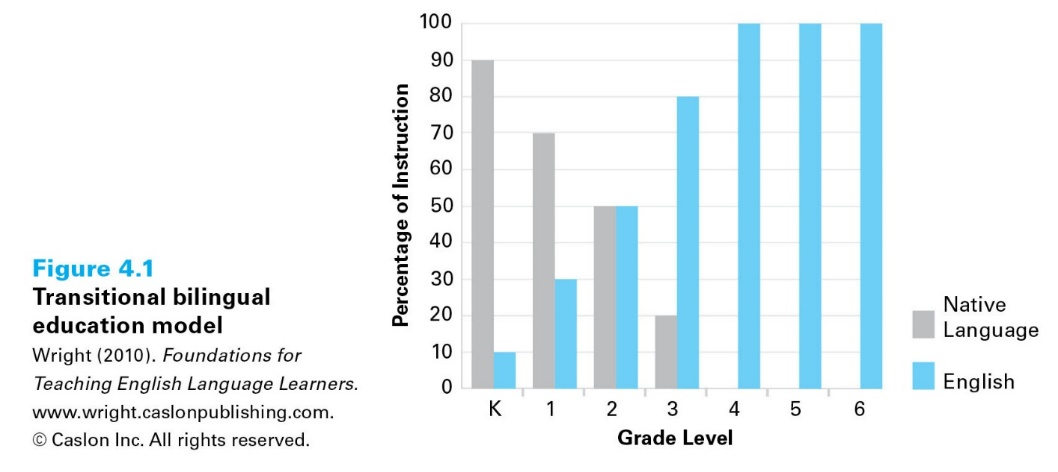 Figure 4.1
Transitional bilingual
education model
Wright (2010). Foundations for
Teaching English Language Learners.
www.wright.caslonpublishing.com.
© Caslon Inc. All rights reserved.
Percentage of Instruction
100
90
80
70
60
50
40
30
20
10
0
K 1 2 3 4 5 6
Grade Level
Native
Language
English